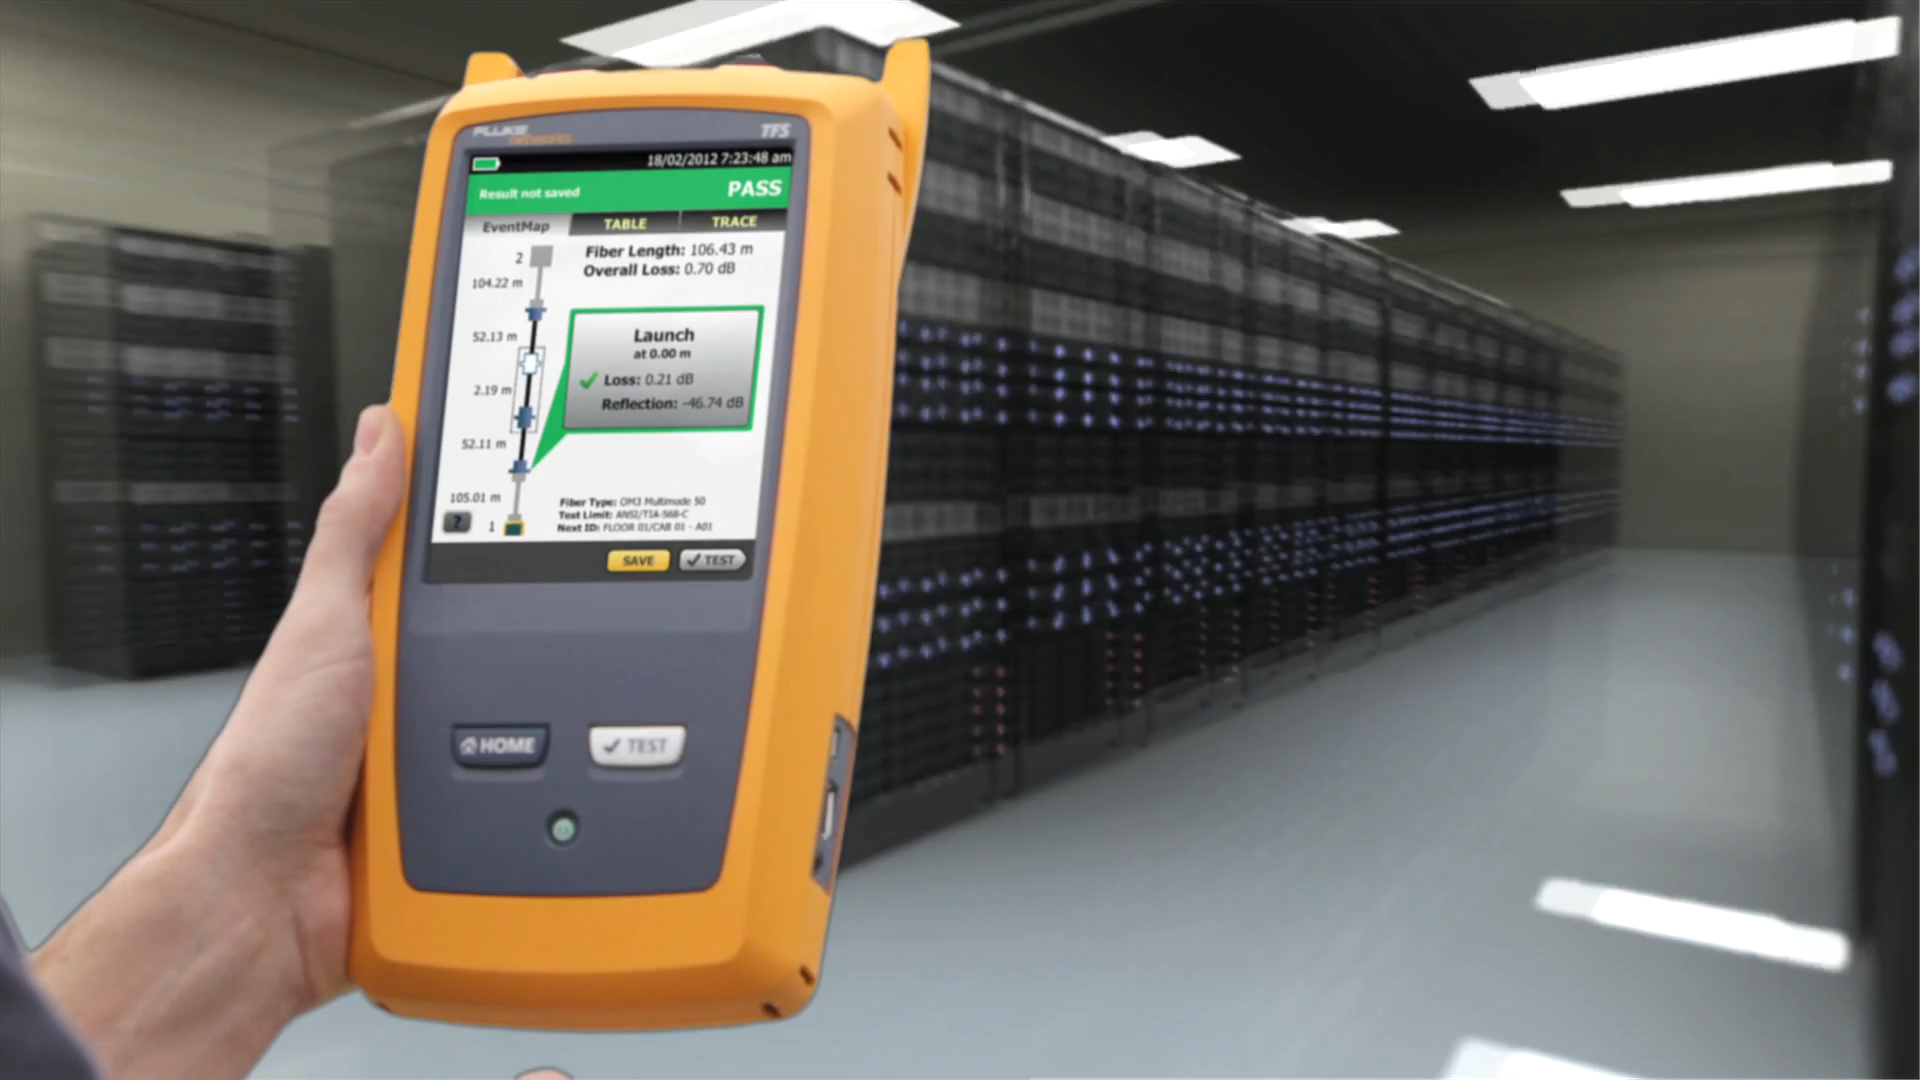 FLUKE
networks
TFS
18/02/2012 7:23:48 am
Result not saved
PASS
EventMap
TABLE
TRACE
Fiber Length: 106.43 m
Overall Loss: 0.70 dB
2
104.22 m
52.13 m
2.19 m
52.11 m
105.01 m
1
Launch
at 0.00 m
Loss: 0.21 dB
Reflection: -46.74 dB
Fiber Type: OM3 Multimode 50
Test Limit: ANSI/TIA-568-C
Next ID: FLOOR 01/CAB 01 - A01
?
SAVE
TEST
HOME
TEST